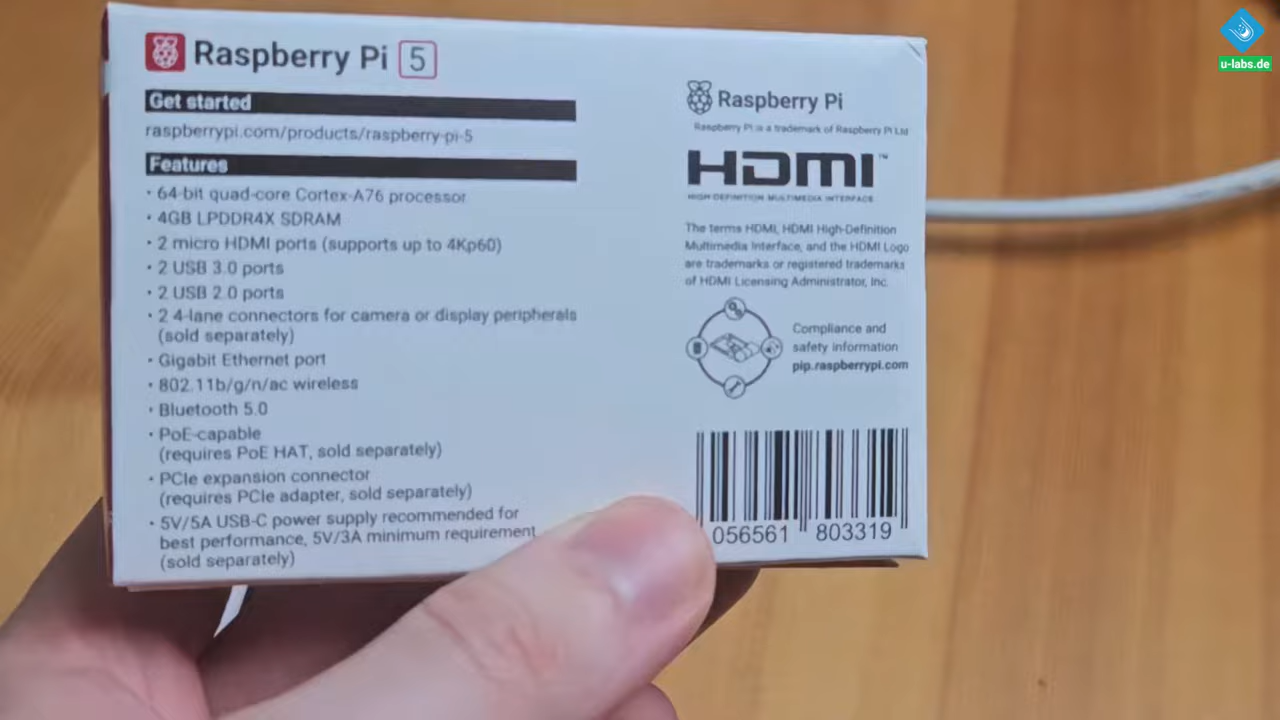 Raspberry Pi 5
Get started
raspberrypi.com/products/raspberry-pi-5
Features
• 64-bit quad-core Cortex-A76 processor
• 4GB LPDDR4X SDRAM
• 2 micro HDMI ports (supports up to 4Kp60)
• 2 USB 3.0 ports
• 2 USB 2.0 ports
• 2 4-lane connectors for camera or display peripherals
(sold separately)
• Gigabit Ethernet port
• 802.11b/g/n/ac wireless
• Bluetooth 5.0
• PoE-capable
(requires PoE HAT, sold separately)
• PCIe expansion connector
(requires PCIe adapter, sold separately)
• 5V/5A USB-C power supply recommended for
best performance, 5V/3A minimum requirement
(sold separately)
Raspberry Pi
Raspberry Pi is a trademark of Raspberry Pi Ltd
HDMI™
HIGH-DEFINITION MULTIMEDIA INTERFACE
The terms HDMI, HDMI High-Definition
Multimedia Interface, and the HDMI Logo
are trademarks or registered trademarks
of HDMI Licensing Administrator, Inc.
Compliance and
safety information
pip.raspberrypi.com
056561 803319
u-labs.de